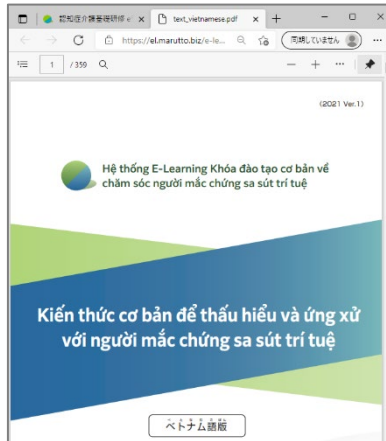 認知症介護基礎研修 e
text_vietnamese.pdf
https://el.marutto.biz/e-le...
同期していません
1 / 359
(2021 Ver.1)
Hệ thống E-Learning Khóa đào tạo cơ bản về
chăm sóc người mắc chứng sa sút trí tuệ
Kiến thức cơ bản để thấu hiểu và ứng xử
với người mắc chứng sa sút trí tuệ
ベトナム語版